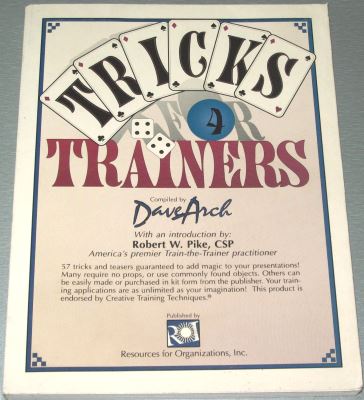 TRICKS
FOR
4
TRAINERS
Compiled by
Dave Arch
With an introduction by:
Robert W. Pike, CSP
America's premier Train-the-Trainer practitioner
57 tricks and teasers guaranteed to add magic to your presentations!
Many require no props, or use commonly found objects. Others can
be easily made or purchased in kit form from the publisher. Your train-
ing applications are as unlimited as your imagination! This product is
endorsed by Creative Training Techniques.®
Published by
Resources for Organizations, Inc.